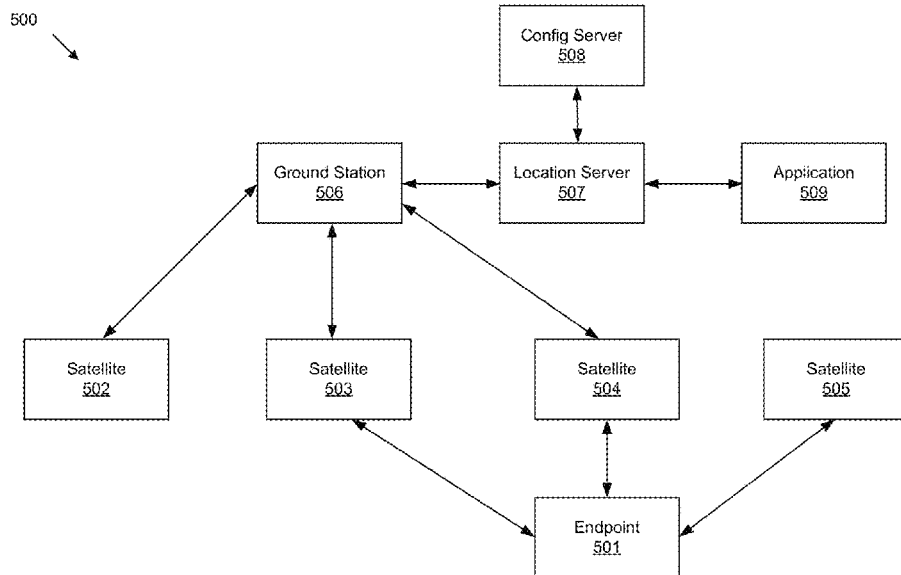 500
Config Server
508
Ground Station
506
Location Server
507
Application
509
Satellite
502
Satellite
503
Satellite
504
Satellite
505
Endpoint
501